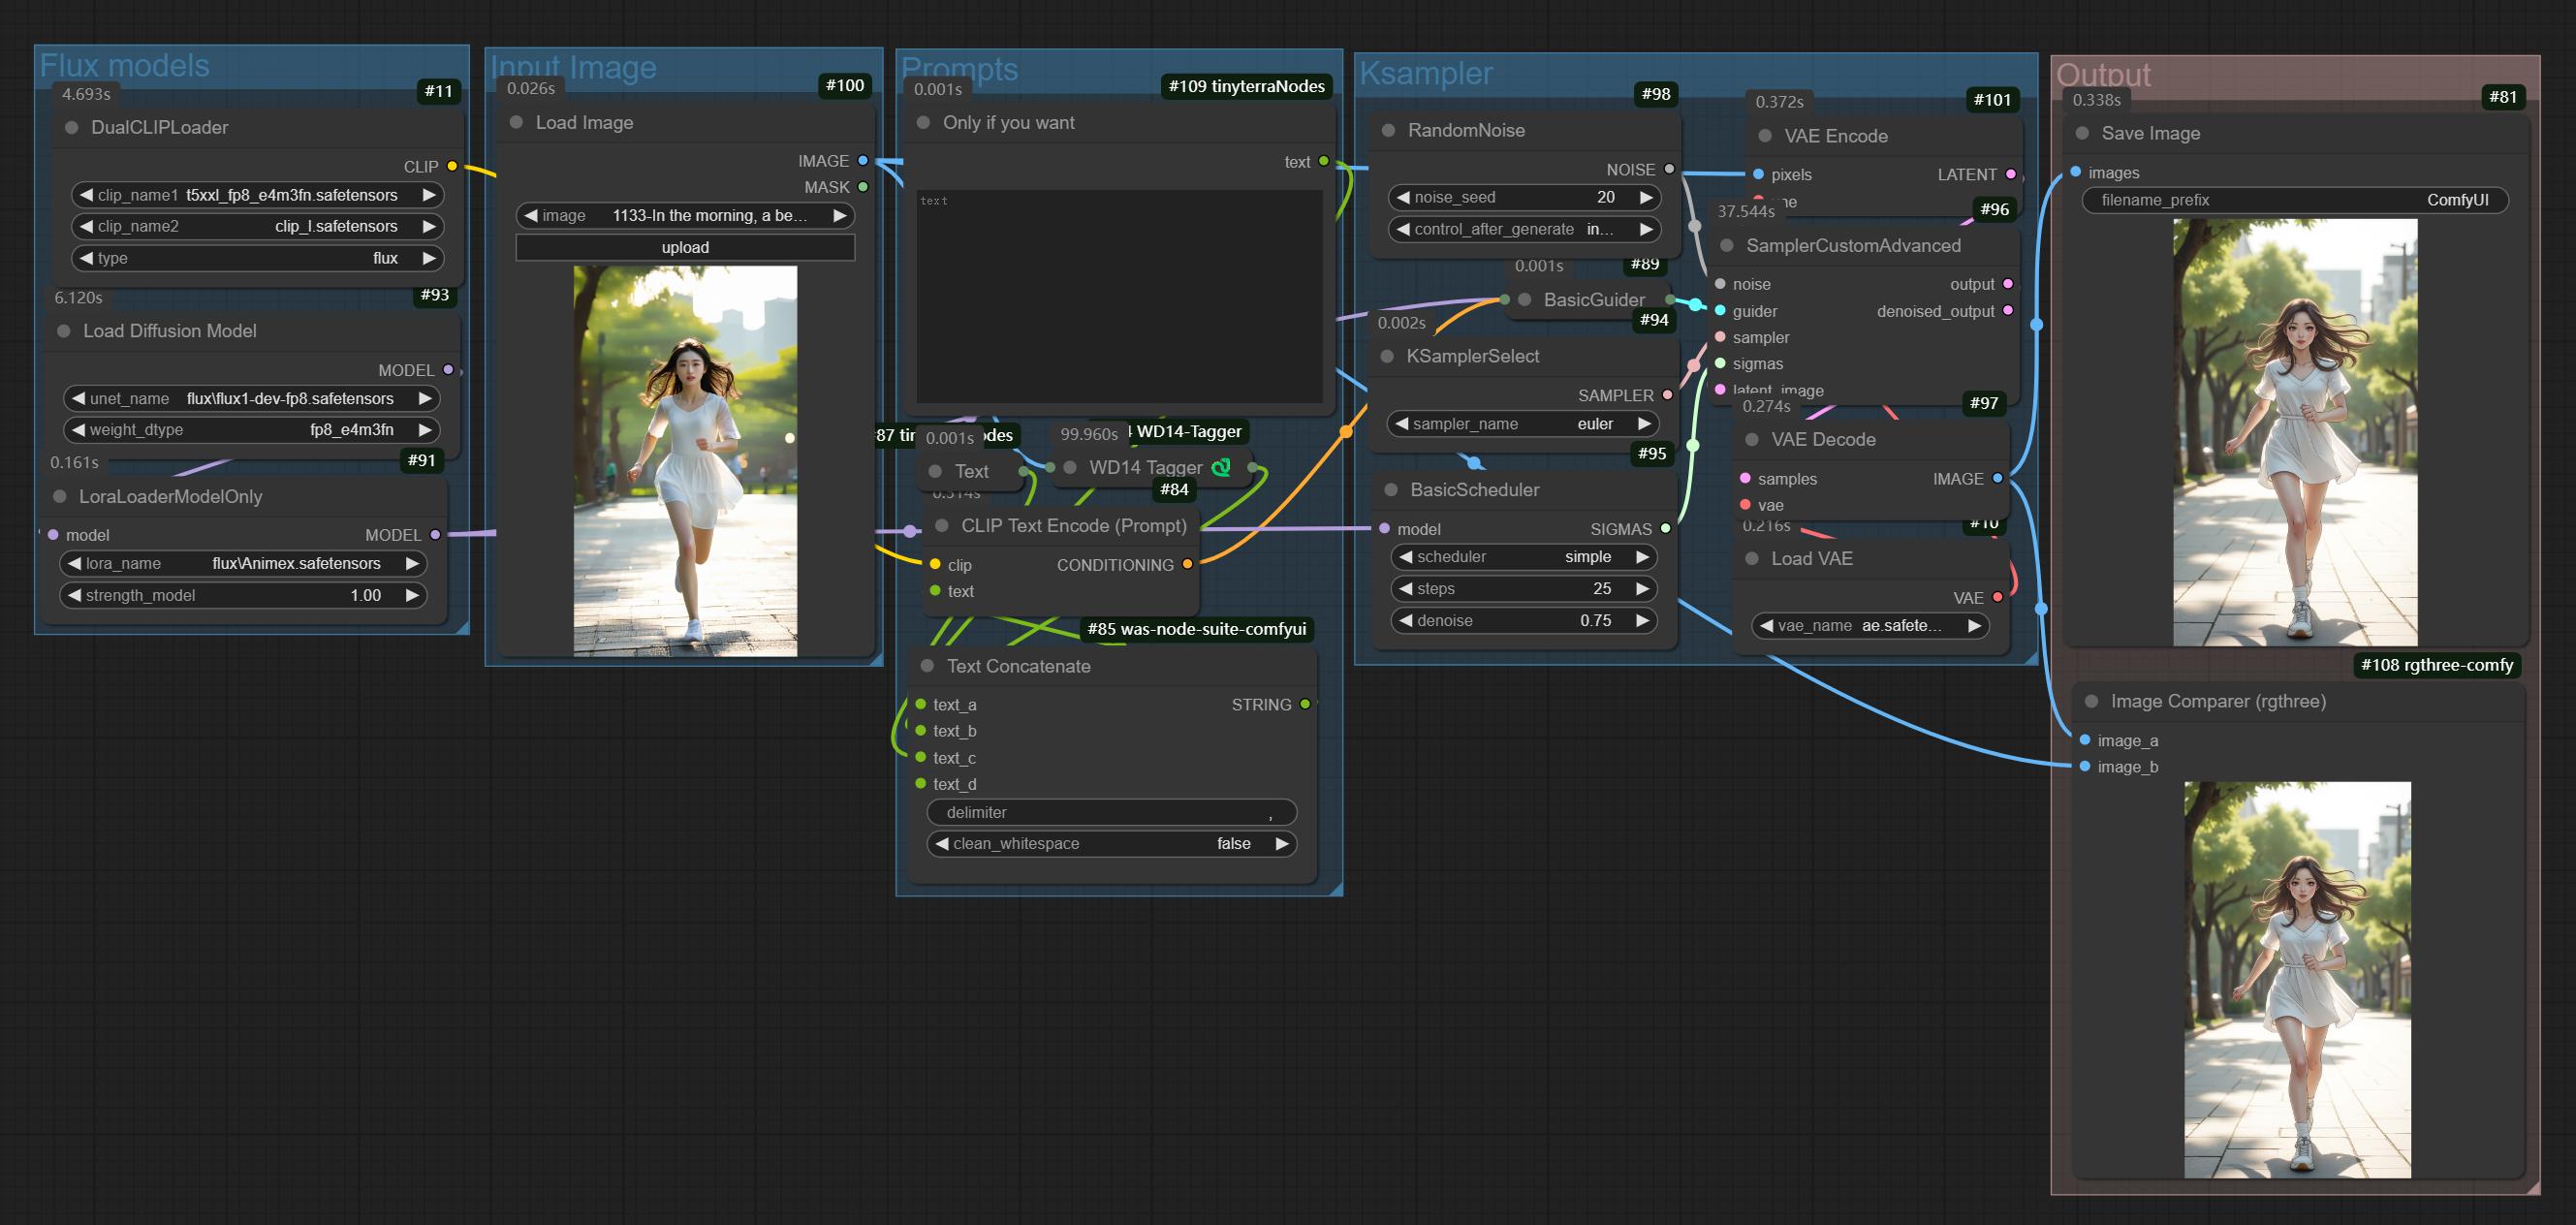 Flux models
4.693s
#11
DualCLIPLoader
CLIP
clip_name1 t5xxl_fp8_e4m3fn.safetensors
clip_name2 clip_l.safetensors
type flux
6.120s
#93
Load Diffusion Model
MODEL
unet_name flux\flux1-dev-fp8.safetensors
weight_dtype fp8_e4m3fn
0.161s
#91
LoraLoaderModelOnly
model MODEL
lora_name flux\Animex.safetensors
strength_model 1.00
Input Image
0.026s
#100
Load Image
IMAGE
MASK
image 1133-In the morning, a be...
upload
Prompts
0.001s
#109 tinyterraNodes
Only if you want
text
text
0.001s
Text
99.960s
WD14-Tagger
WD14 Tagger
#84
CLIP Text Encode (Prompt)
clip CONDITIONING
text
#85 was-node-suite-comfyui
Text Concatenate
text_a STRING
text_b
text_c
text_d
delimiter ,
clean_whitespace false
Ksampler
#98
RandomNoise
NOISE
noise_seed 20
control_after_generate in...
0.001s
#89
BasicGuider
0.002s
#94
KSamplerSelect
SAMPLER
sampler_name euler
#95
BasicScheduler
model SIGMAS
scheduler simple
steps 25
denoise 0.75
0.372s
#101
VAE Encode
pixels LATENT
37.544s
#96
SamplerCustomAdvanced
noise output
guider denoised_output
sampler
sigmas
latent_image
0.274s
#97
VAE Decode
samples IMAGE
vae
0.216s
#10
Load VAE
VAE
vae_name ae.safete...
Output
0.338s
#81
Save Image
images
filename_prefix ComfyUI
#108 rgthree-comfy
Image Comparer (rgthree)
image_a
image_b